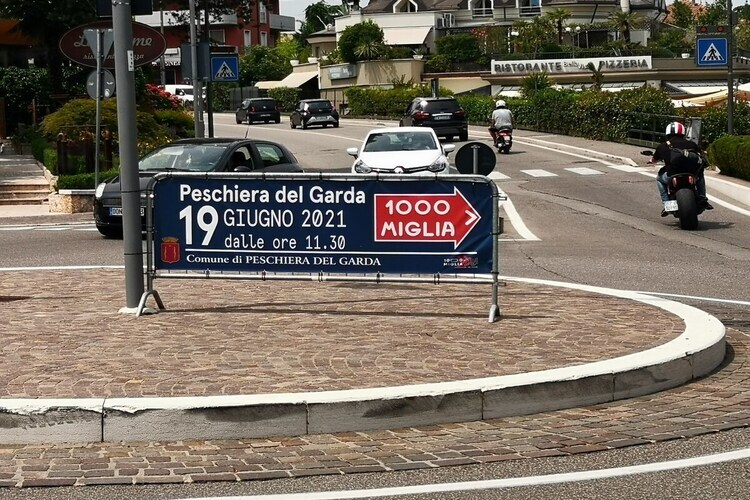 RISTORANTE
PIZZERIA
Peschiera del Garda
19 GIUGNO 2021
dalle ore 11.30
1000
MIGLIA
Comune di PESCHIERA DEL GARDA